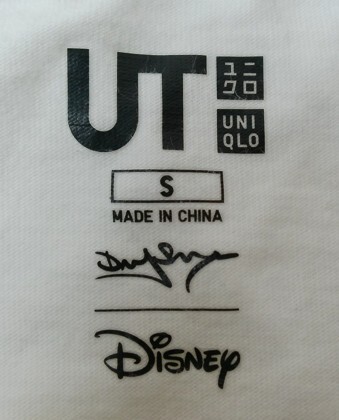 UT ユニ
クロ
UNI
QLO
S
MADE IN CHINA
Disney